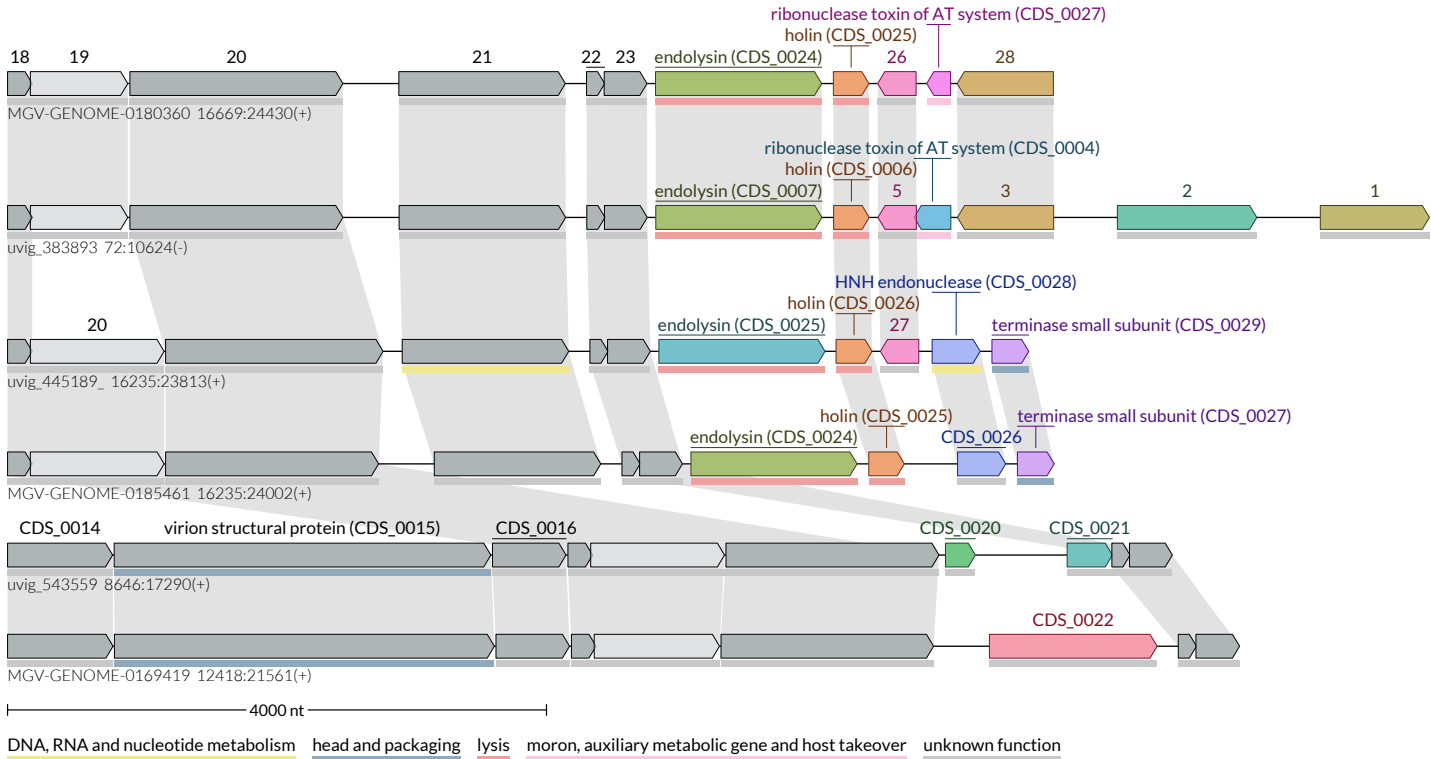 ribonuclease toxin of AT system (CDS_0027)
holin (CDS_0025)
18 19 20 21 22 23 endolysin (CDS_0024) 26 28
MGV-GENOME-0180360 16669:24430(+)
ribonuclease toxin of AT system (CDS_0004)
holin (CDS_0006)
endolysin (CDS_0007) 5 3 2 1
uvig_383893 72:10624(-)
HNH endonuclease (CDS_0028)
holin (CDS_0026)
20 endolysin (CDS_0025) 27 terminase small subunit (CDS_0029)
uvig_445189_ 16235:23813(+)
holin (CDS_0025) terminase small subunit (CDS_0027)
endolysin (CDS_0024) CDS_0026
MGV-GENOME-0185461 16235:24002(+)
CDS_0014 virion structural protein (CDS_0015) CDS_0016 CDS_0020 CDS_0021
uvig_543559 8646:17290(+)
CDS_0022
MGV-GENOME-0169419 12418:21561(+)
4000 nt
DNA, RNA and nucleotide metabolism head and packaging lysis moron, auxiliary metabolic gene and host takeover unknown function